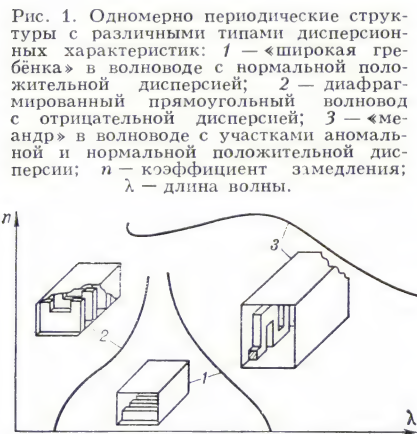 Рис. 1. Одномерно периодические струк-
туры с различными типами дисперсион-
ных характеристик: 1 — «широкая гре-
бёнка» в волноводе с нормальной поло-
жительной дисперсией; 2 — диафраг-
мированный прямоугольный волновод
с отрицательной дисперсией; 3 — «ме-
андр» в волноводе с участками аномаль-
ной и нормальной положительной дис-
персии; n — коэффициент замедления;
λ — длина волны.
n
3
2
1
λ